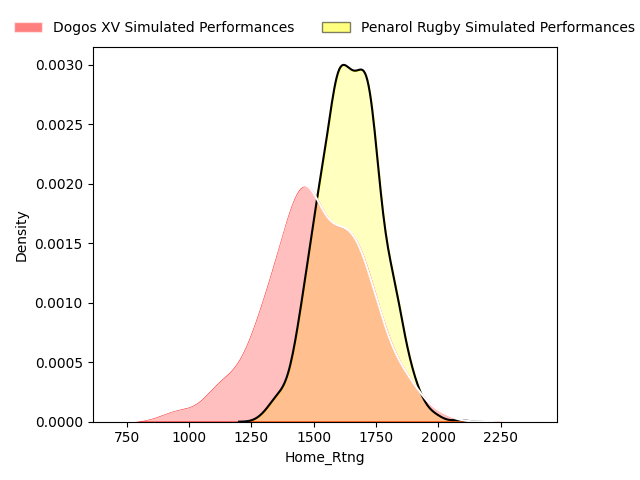 Dogos XV Simulated Performances Penarol Rugby Simulated Performances
0.0030
0.0025
0.0020
0.0015
0.0010
0.0005
0.0000
Density
750 1000 1250 1500 1750 2000 2250
Home_Rtng